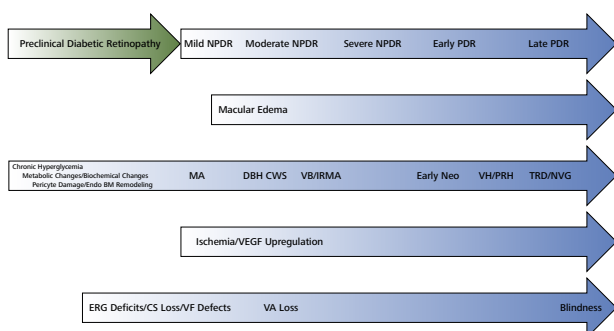 Preclinical Diabetic Retinopathy Mild NPDR Moderate NPDR Severe NPDR Early PDR Late PDR
Macular Edema
Chronic Hyperglycemia
Metabolic Changes/Biochemical Changes
Pericyte Damage/Endo BM Remodeling
MA DBH CWS VB/IRMA Early Neo VH/PRH TRD/NVG
Ischemia/VEGF Upregulation
ERG Deficits/CS Loss/VF Defects VA Loss Blindness